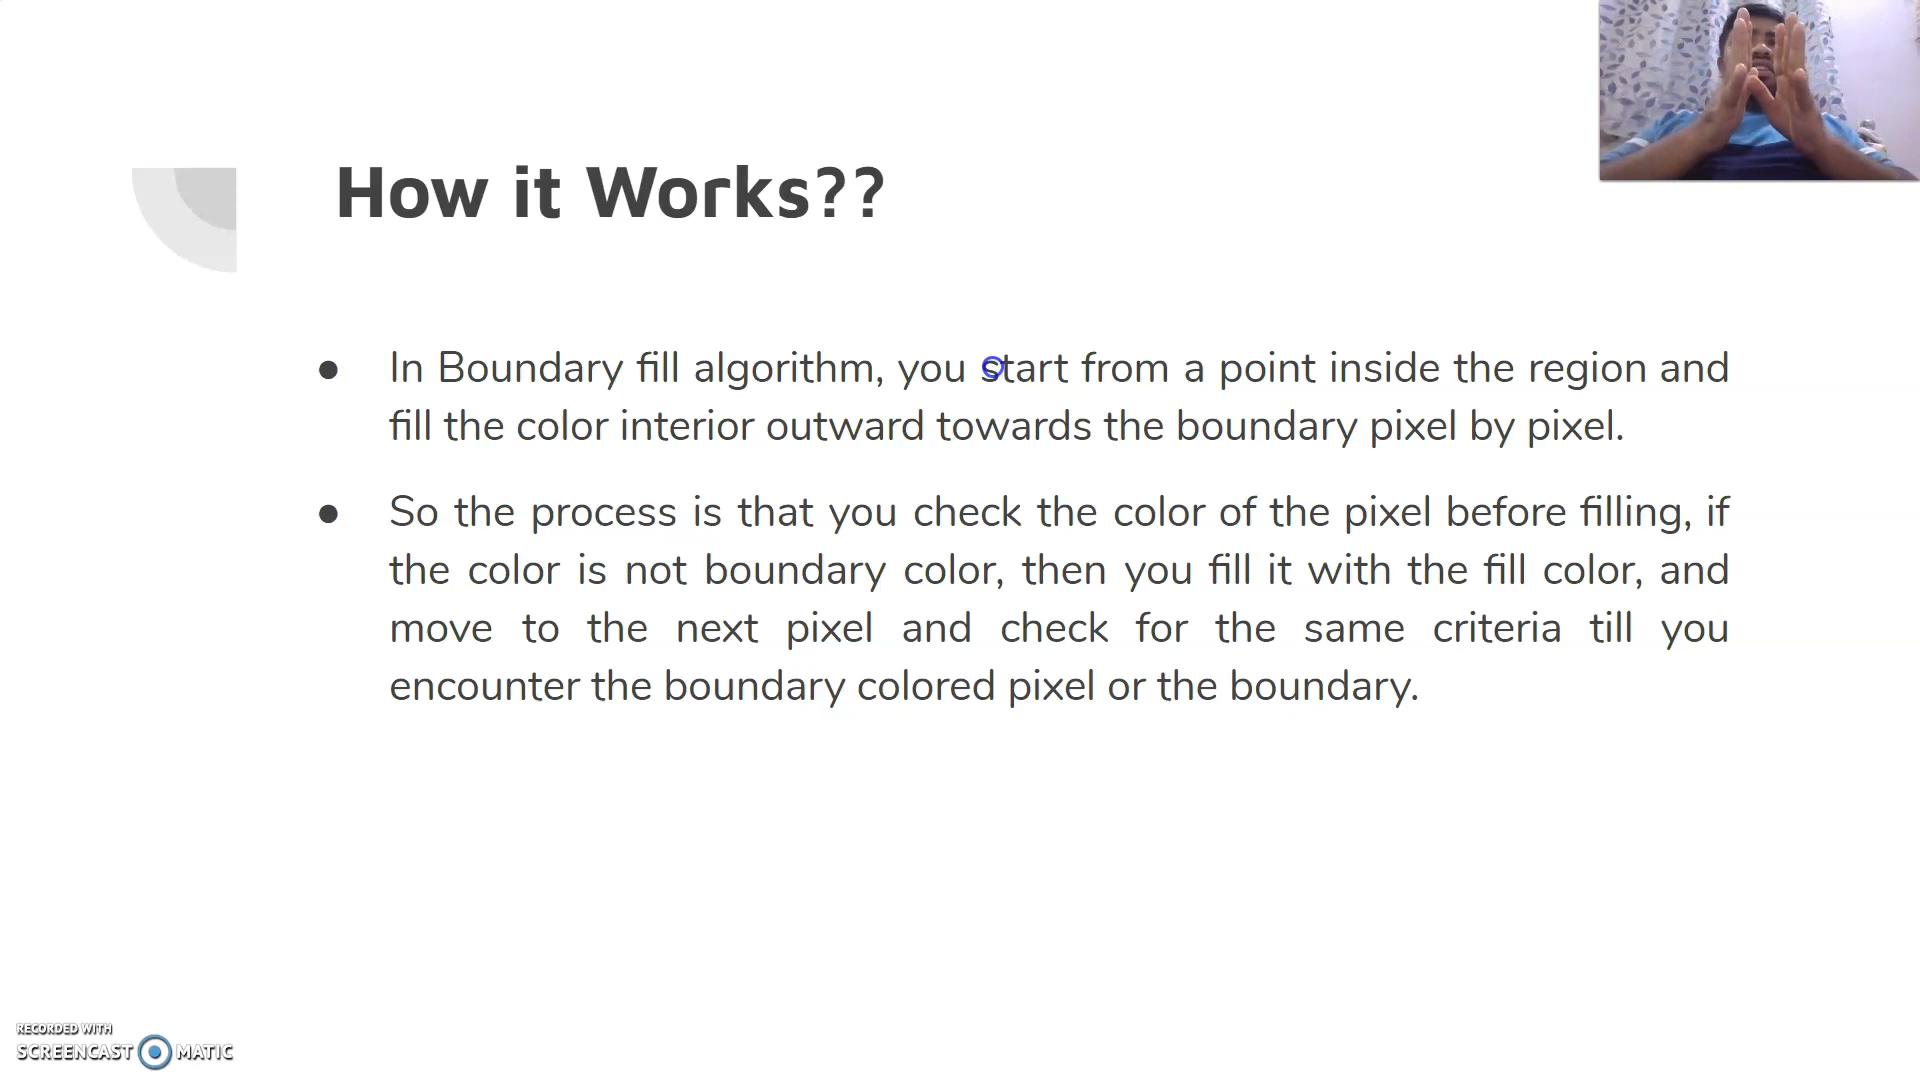 How it Works??
● In Boundary fill algorithm, you start from a point inside the region and
fill the color interior outward towards the boundary pixel by pixel.
● So the process is that you check the color of the pixel before filling, if
the color is not boundary color, then you fill it with the fill color, and
move to the next pixel and check for the same criteria till you
encounter the boundary colored pixel or the boundary.
RECORDED WITH
SCREENCAST MATIC